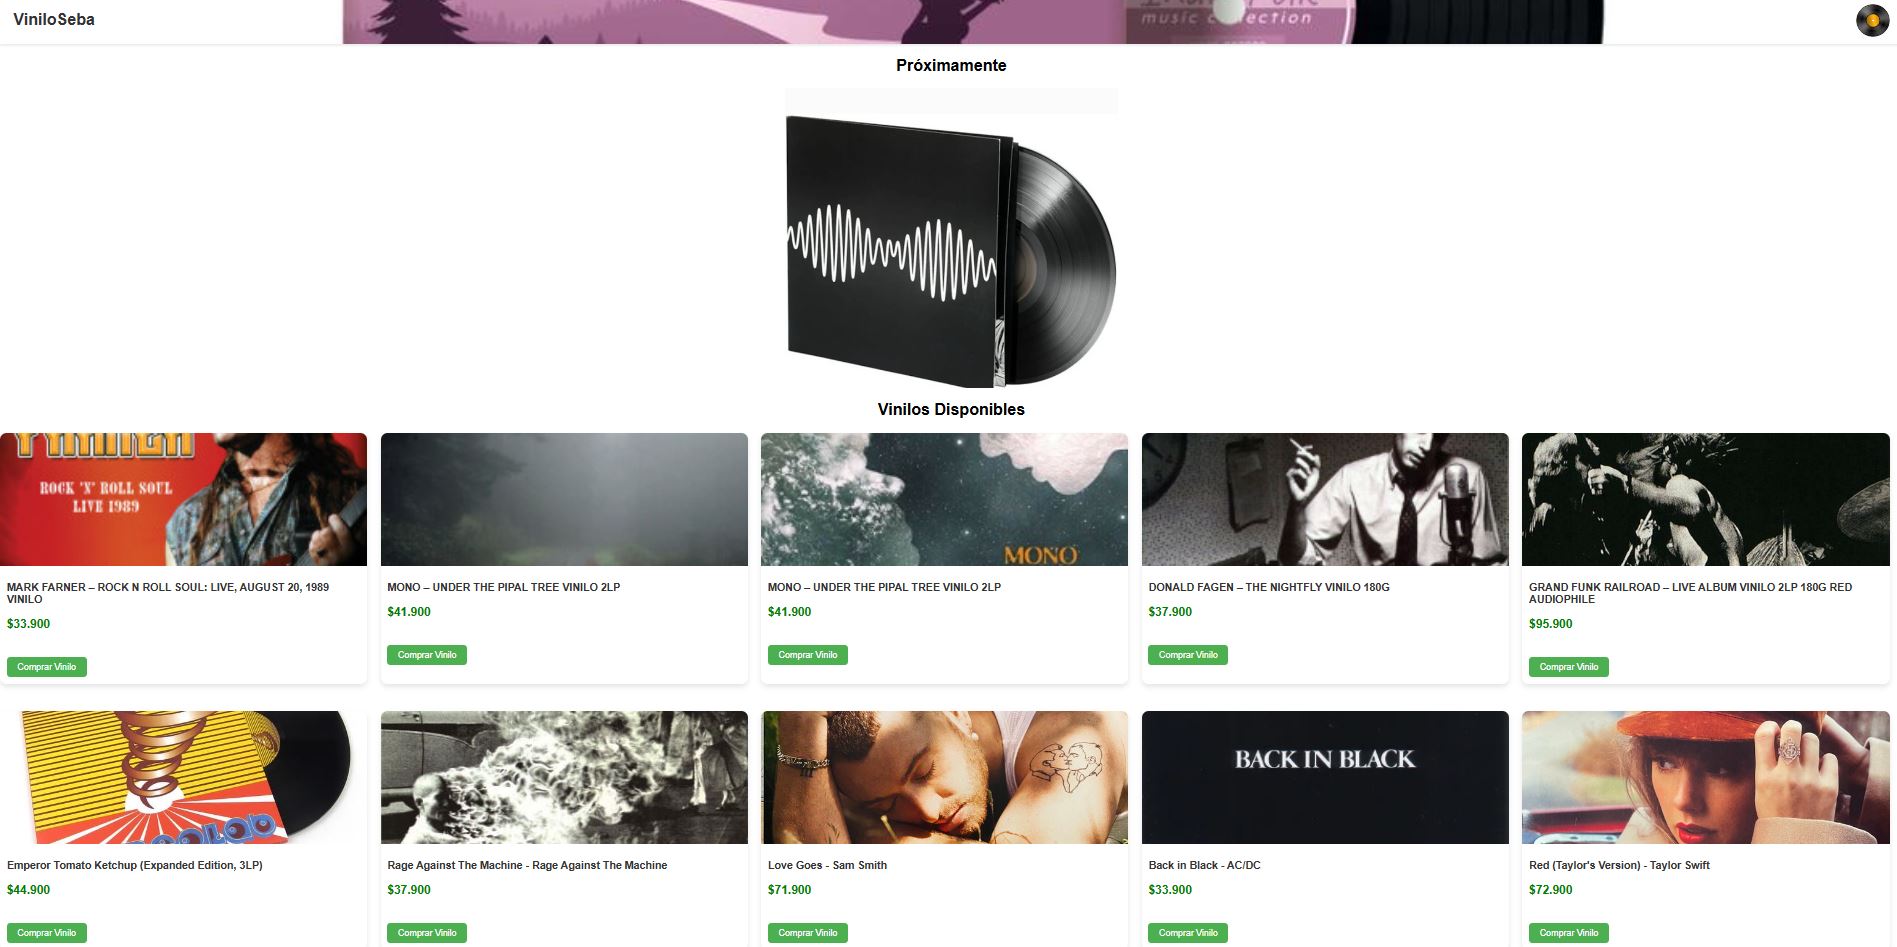 ViniloSeba
music collection
Próximamente
Vinilos Disponibles
ROCK 'N' ROLL SOUL
LIVE 1989
MONO
BACK IN BLACK
MARK FARNER – ROCK N ROLL SOUL: LIVE, AUGUST 20, 1989
VINILO
$33.900
Comprar Vinilo
MONO – UNDER THE PIPAL TREE VINILO 2LP
$41.900
Comprar Vinilo
MONO – UNDER THE PIPAL TREE VINILO 2LP
$41.900
Comprar Vinilo
DONALD FAGEN – THE NIGHTFLY VINILO 180G
$37.900
Comprar Vinilo
GRAND FUNK RAILROAD – LIVE ALBUM VINILO 2LP 180G RED
AUDIOPHILE
$95.900
Comprar Vinilo
Emperor Tomato Ketchup (Expanded Edition, 3LP)
$44.900
Comprar Vinilo
Rage Against The Machine - Rage Against The Machine
$37.900
Comprar Vinilo
Love Goes - Sam Smith
$71.900
Comprar Vinilo
Back in Black - AC/DC
$33.900
Comprar Vinilo
Red (Taylor's Version) - Taylor Swift
$72.900
Comprar Vinilo